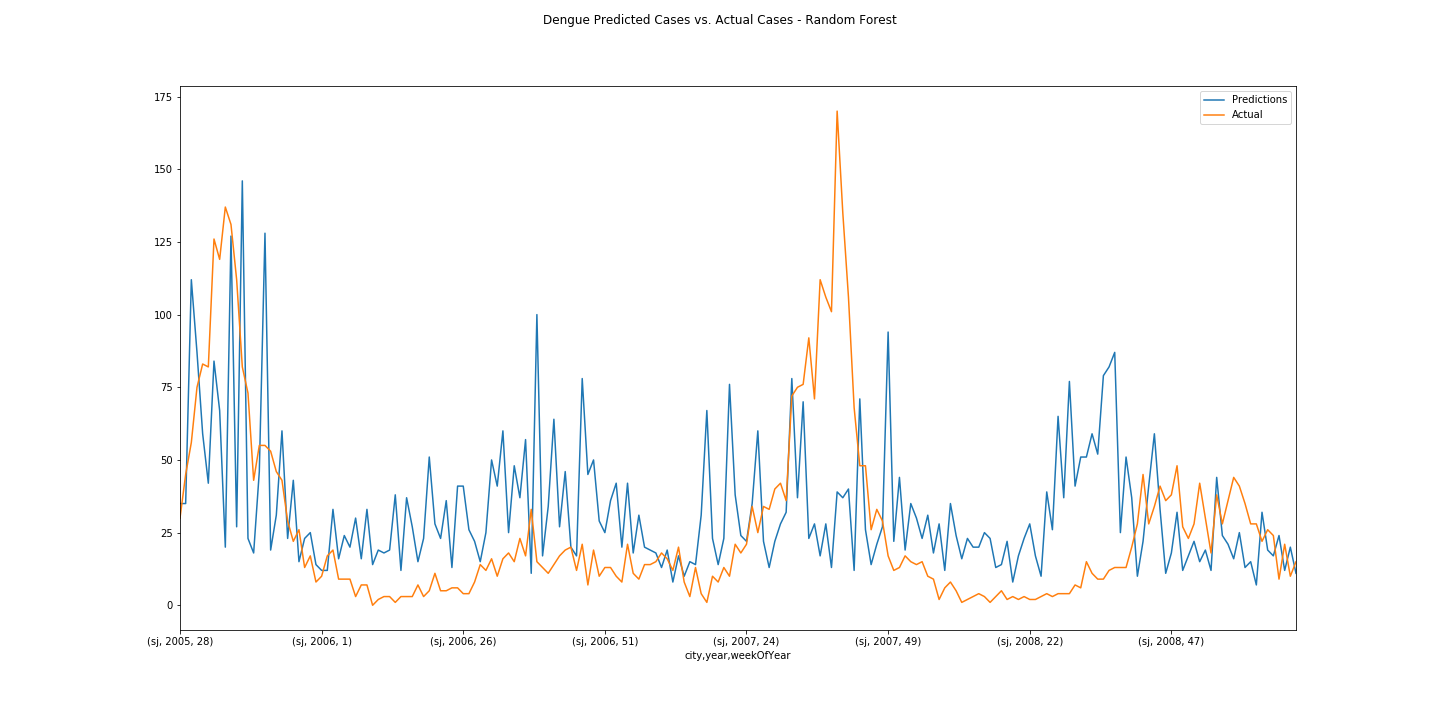 Dengue Predicted Cases vs. Actual Cases - Random Forest
Predictions
Actual
175
150
125
100
75
50
25
0
(sj, 2005, 28) (sj, 2006, 1) (sj, 2006, 26) (sj, 2006, 51) (sj, 2007, 24) (sj, 2007, 49) (sj, 2008, 22) (sj, 2008, 47)
city,year,weekOfYear